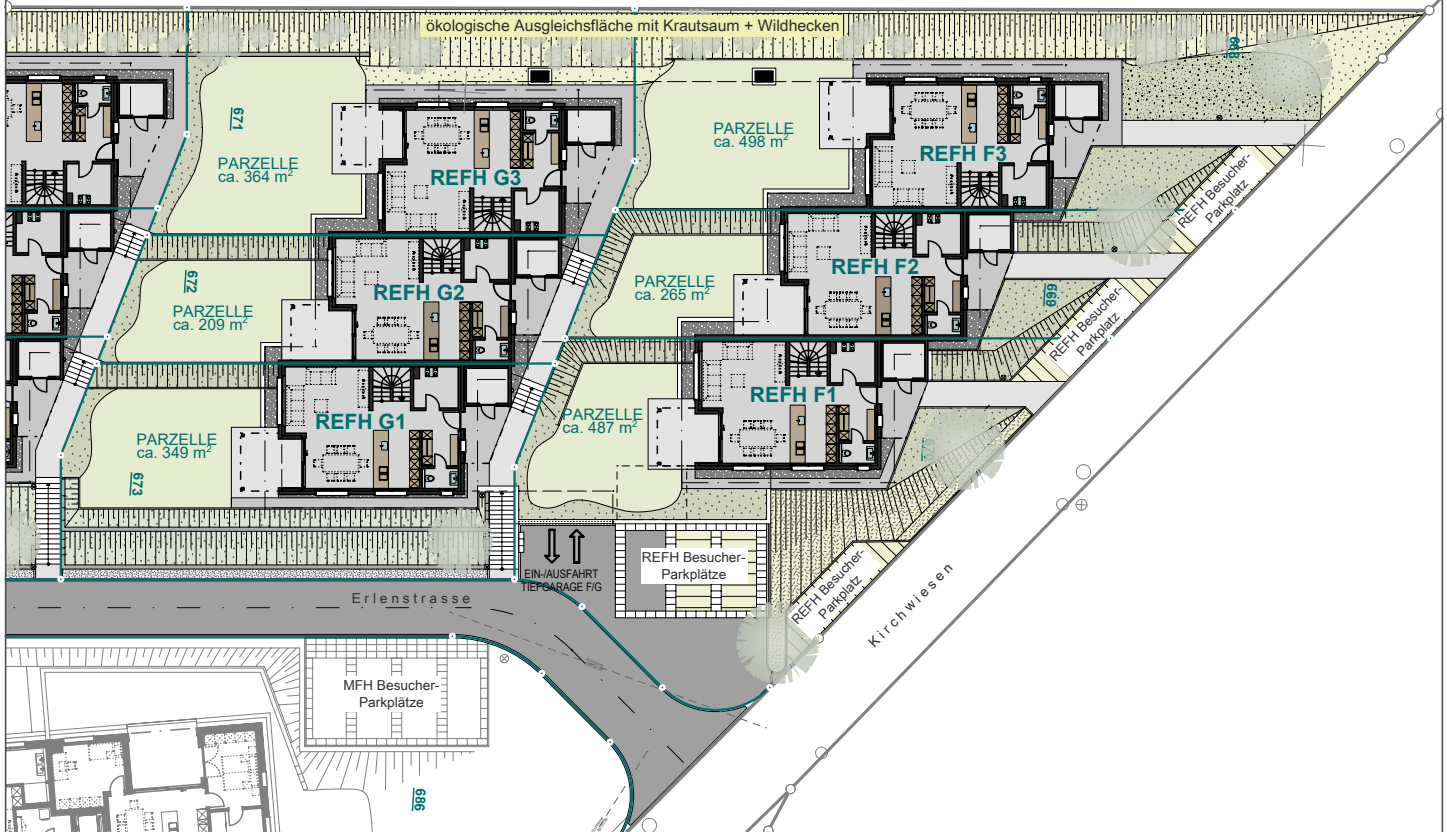 ökologische Ausgleichsfläche mit Krautsaum + Wildhecken
668
671
PARZELLE
ca. 364 m²
REFH G3
PARZELLE
ca. 498 m²
REFH F3
REFH Besucher-
Parkplatz
672
PARZELLE
ca. 209 m²
REFH G2
PARZELLE
ca. 265 m²
REFH F2
669
REFH Besucher-
Parkplatz
673
PARZELLE
ca. 349 m²
REFH G1
PARZELLE
ca. 487 m²
REFH F1
EIN-/AUSFAHRT
TIEFGARAGE F/G
REFH Besucher-
Parkplätze
REFH Besucher-
Parkplatz
Erlenstrasse
Kirchwiesen
MFH Besucher-
Parkplätze
686